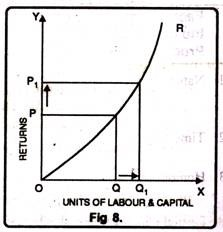 Y
R
P1
P
RETURNS
O
Q Q1 X
UNITS OF LABOUR & CAPITAL
Fig 8.